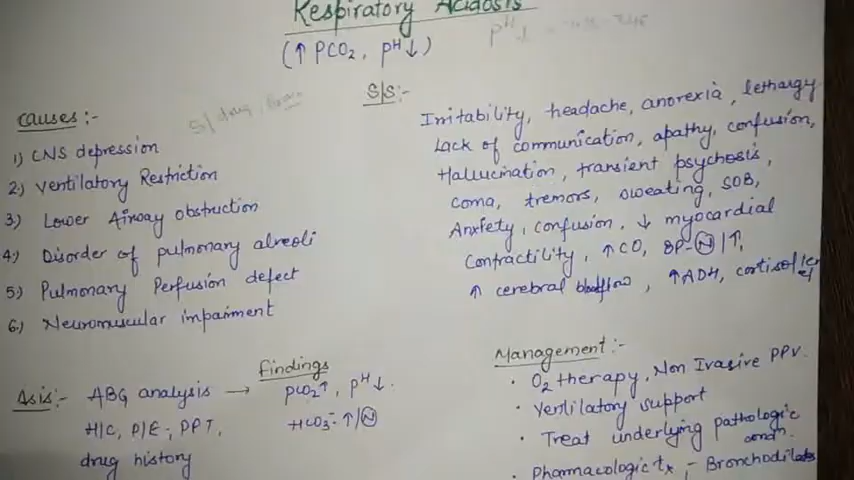 Respiratory Acidosis
(↑ PCO2, pH↓)
pH↓
Causes :-
1) CNS depression
2) Ventilatory Restriction
3) Lower Airway obstruction
4) Disorder of pulmonary alveoli
5) Pulmonary Perfusion defect
6) Neuromuscular impairment
S/S:-
Irritability, headache, anorexia, lethargy
Lack of communication, apathy, confusion,
Hallucination, transient psychosis,
Coma, tremors, sweating, SOB,
Anxiety, confusion, ↓ myocardial
Contractility, ↑CO, BP-Ⓝ/↑,
↑ cerebral bloodflow, ↑ADH, cortisol
Asis:- ABG analysis →
H/C, P/E, PPT,
drug history
Findings
pCO2↑, pH↓.
HCO3-: ↑/Ⓝ
Management:-
• O2 therapy, Non Ivasive PPV.
• Ventilatory support
• Treat underlying pathologic
condn.
• Pharmacologic tx - Bronchodilators